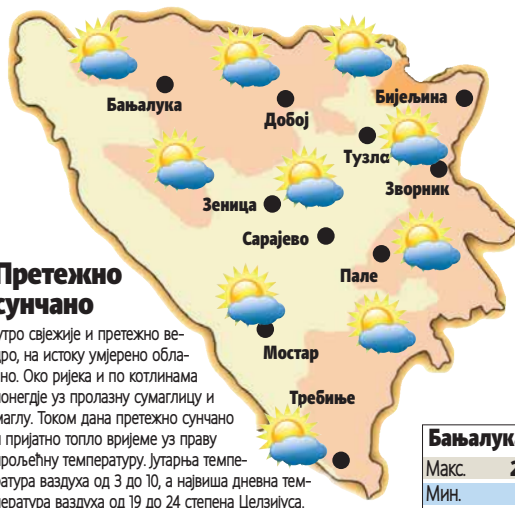 Бањалука
Добој
Бијељина
Тузла
Зворник
Зеница
Сарајево
Пале
Мостар
Требиње
Претежно
сунчано
утро свјежије и претежно ве-
дро, на истоку умјерено обла-
но. Око ријека и по котлинама
понегдје уз пролазну сумаглицу и
маглу. Током дана претежно сунчано
и пријатно топло вријеме уз праву
прољећну температуру. Јутарња темпе-
ратура ваздуха од 3 до 10, а највиша дневна тем-
пература ваздуха од 19 до 24 степена Целзијуса.
Бањалука
Макс.
Мин.